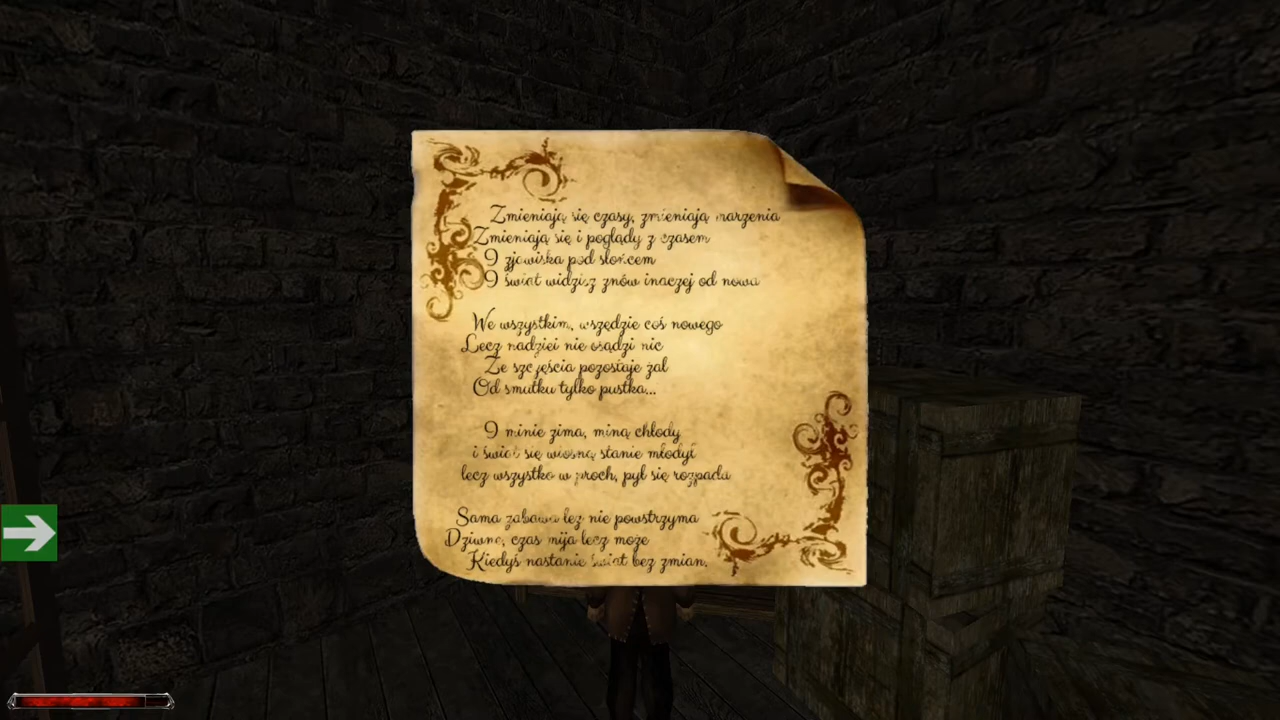 Zmieniają się czasy, zmieniają marzenia
Zmieniają się i poglądy z czasem
I zjawiska pod słońcem
I świat widzisz znów inaczej od nowa
We wszystkim, wszędzie coś nowego
Lecz nadziei nie osądzi nic
Że szczęścia pozostaje żal
Od smutku tylko pustka...
I minie zima, miną chłody
i świat się wiosną stanie młodył
lecz wszystko w proch, pył się rozpada
Sama zabawa łez nie powstrzyma
Dziwne, czas mija lecz może
Kiedyś nastanie świat bez zmian.